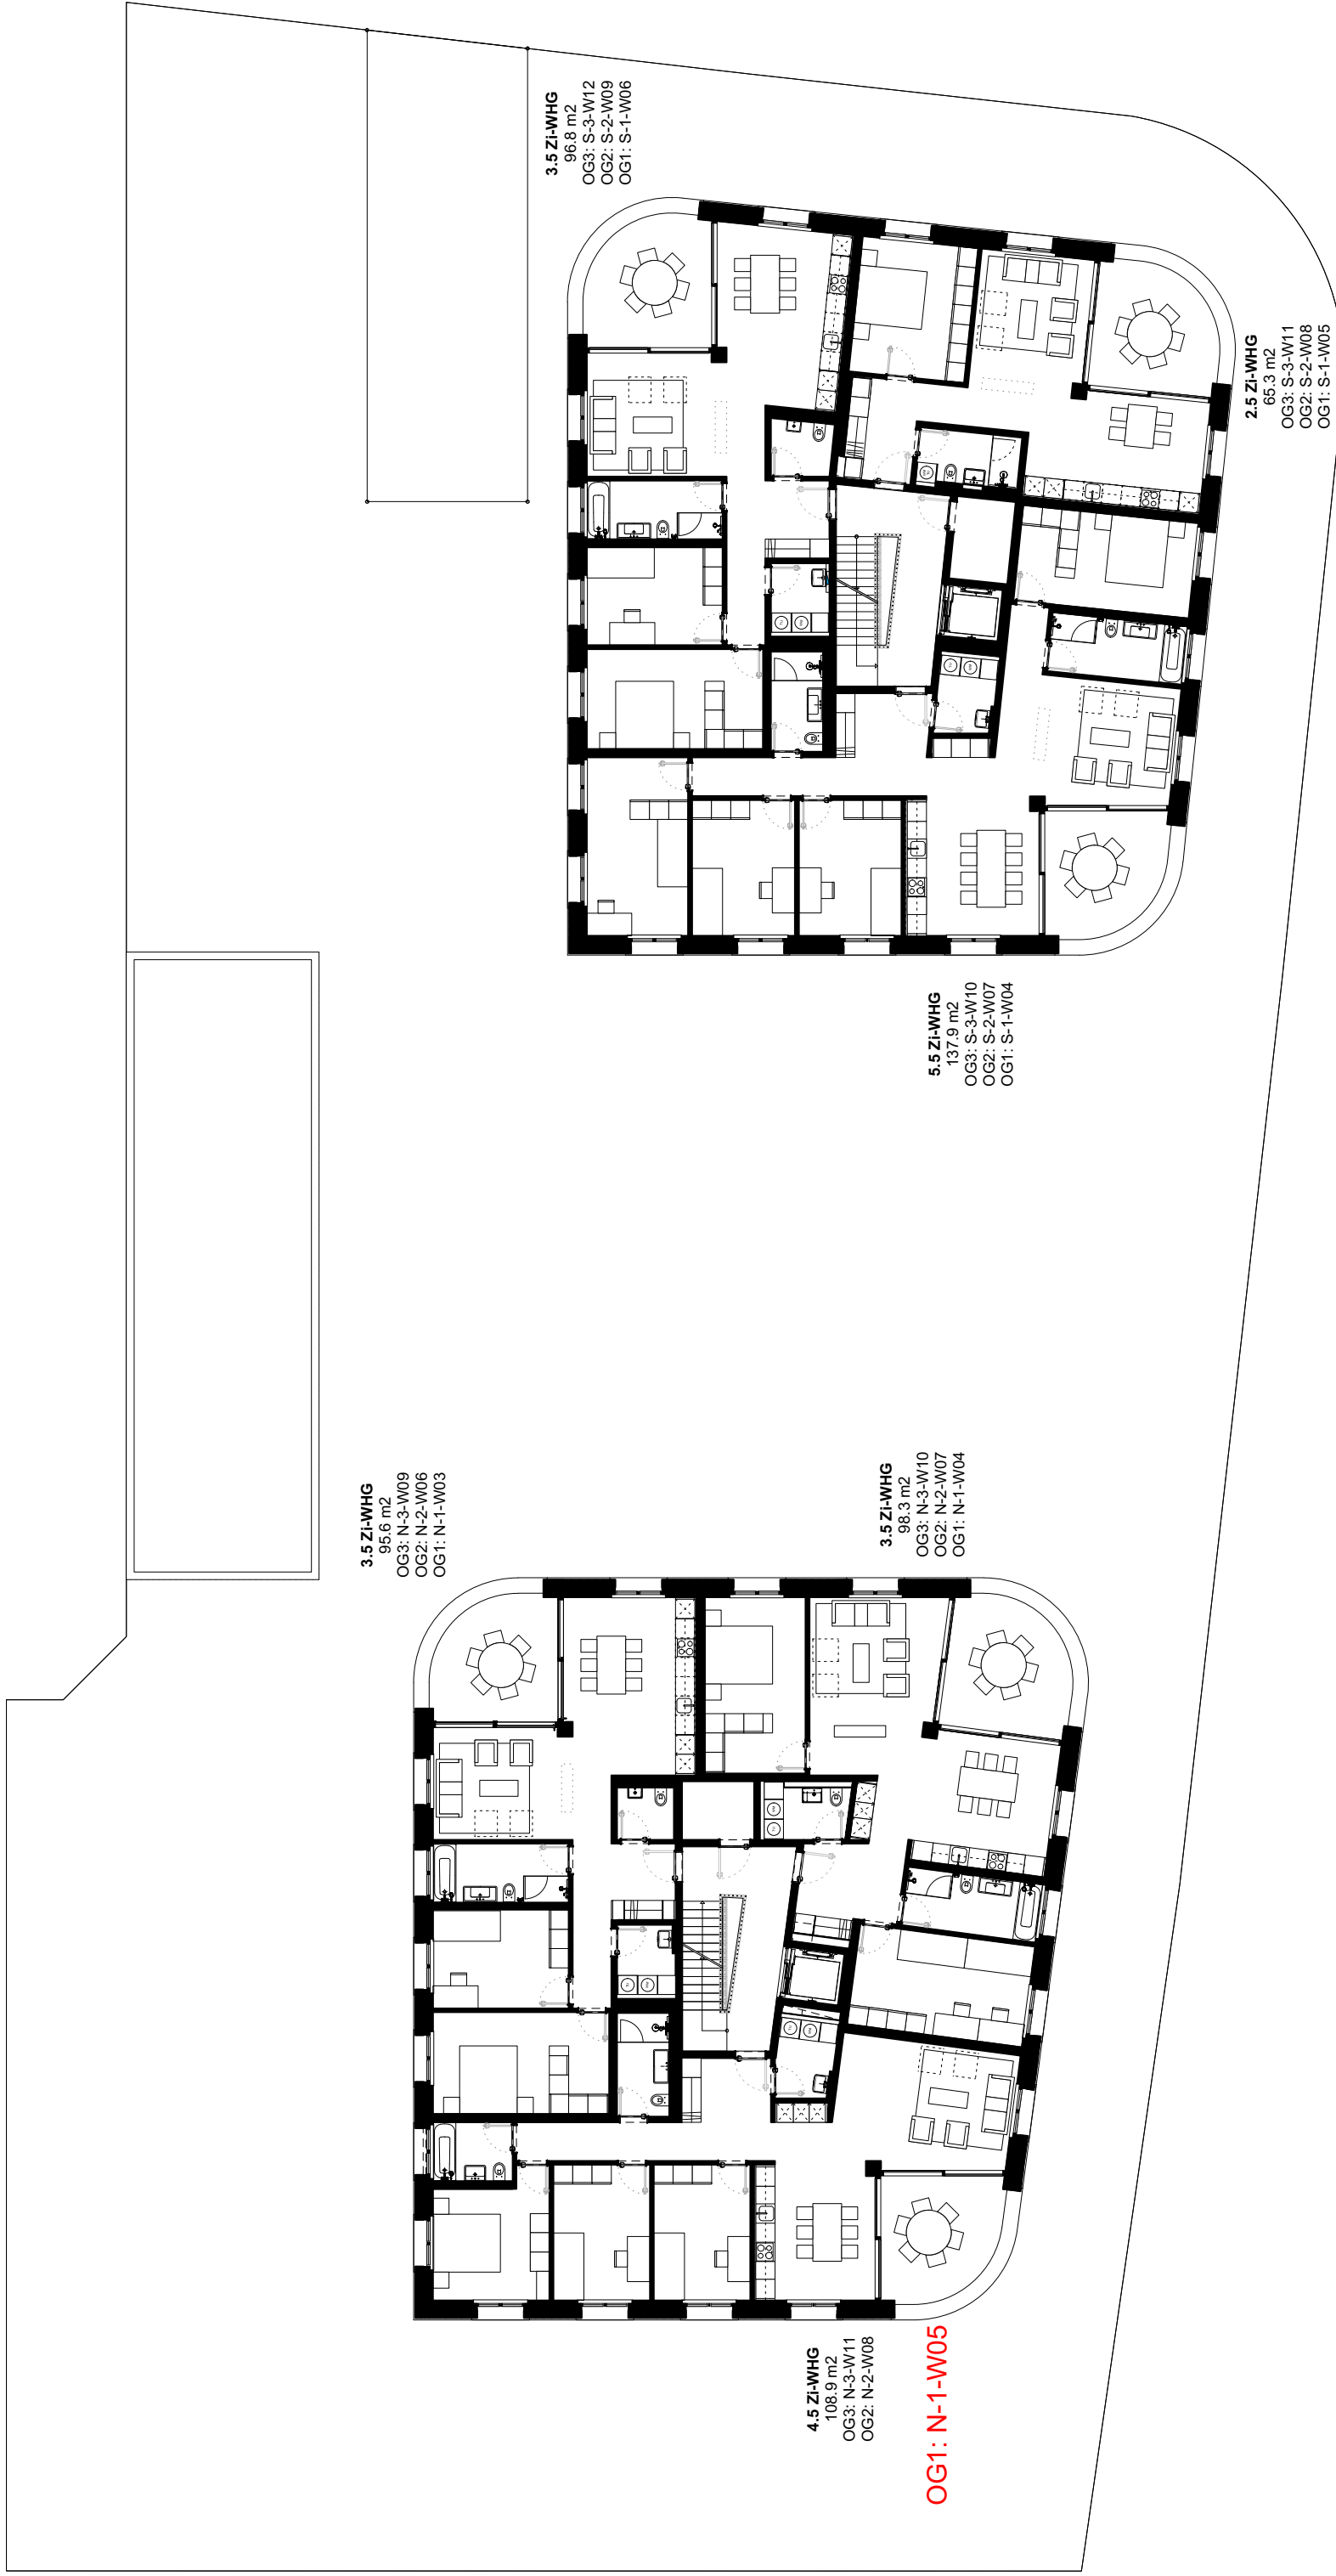 3.5 Zi-WHG
96.8 m2
OG3: S-3-W12
OG2: S-2-W09
OG1: S-1-W06
2.5 Zi-WHG
65.3 m2
OG3: S-3-W11
OG2: S-2-W08
OG1: S-1-W05
5.5 Zi-WHG
137.9 m2
OG3: S-3-W10
OG2: S-2-W07
OG1: S-1-W04
3.5 Zi-WHG
95.6 m2
OG3: N-3-W09
OG2: N-2-W06
OG1: N-1-W03
3.5 Zi-WHG
98.3 m2
OG3: N-3-W10
OG2: N-2-W07
OG1: N-1-W04
4.5 Zi-WHG
108.9 m2
OG3: N-3-W11
OG2: N-2-W08
OG1: N-1-W05